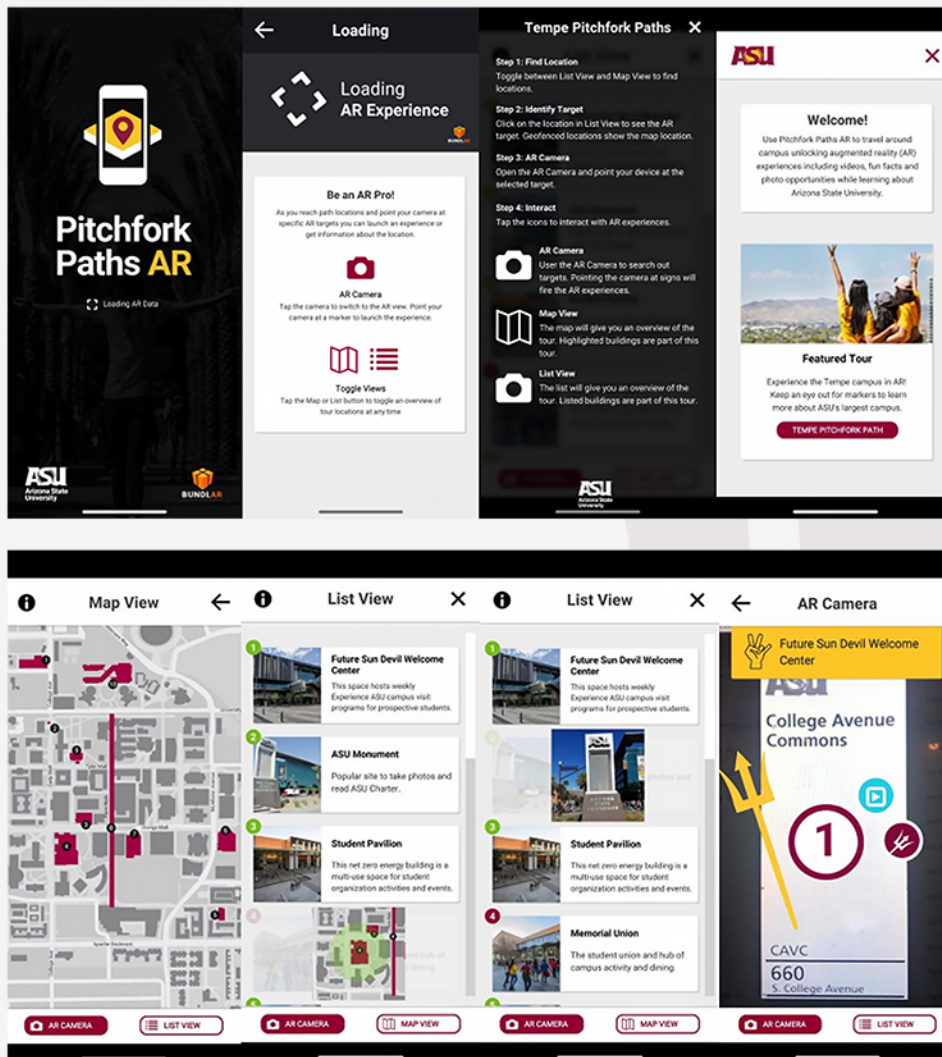 Pitchfork
Paths AR
Loading AR Data
ASU
Arizona State
University
BUNDLAR
Loading
Loading
AR Experience
BUNDLAR
Be an AR Pro!
As you reach path locations and point your camera at
specific AR targets you can launch an experience or
get information about the location.
AR Camera
Tap the camera to switch to the AR view. Point your
camera at a marker to launch the experience.
Toggle Views
Tap the Map or List button to toggle an overview of
tour locations at any time
Tempe Pitchfork Paths
Step 1: Find Location
Toggle between List View and Map View to find
locations.
Step 2: Identify Target
Click on the location in List View to see the AR
target. Geofenced locations show the map location.
Step 3: AR Camera
Open the AR Camera and point your device at the
selected target.
Step 4: Interact
Tap the icons to interact with AR experiences.
AR Camera
User the AR Camera to search out
targets. Pointing the camera at signs will
fire the AR experiences.
Map View
The map will give you an overview of the
tour. Highlighted buildings are part of this
tour.
List View
The list will give you an overview of the
tour. Listed buildings are part of this tour.
ASU
Arizona State
University
ASU
Welcome!
Use Pitchfork Paths AR to travel around
campus unlocking augmented reality (AR)
experiences including videos, fun facts and
photo opportunities while learning about
Arizona State University.
Featured Tour
Experience the Tempe campus in AR!
Keep an eye out for markers to learn
more about ASU's largest campus.
TEMPE PITCHFORK PATH
Map View
AR CAMERA
LIST VIEW
List View
1
Future Sun Devil Welcome
Center
This space hosts weekly
Experience ASU campus visit
programs for prospective students.
2
ASU Monument
Popular site to take photos and
read ASU Charter.
3
Student Pavilion
This net zero energy building is a
multi-use space for student
organization activities and events.
4
AR CAMERA
MAP VIEW
List View
1
Future Sun Devil Welcome
Center
This space hosts weekly
Experience ASU campus visit
programs for prospective students.
3
Student Pavilion
This net zero energy building is a
multi-use space for student
organization activities and events.
4
Memorial Union
The student union and hub of
campus activity and dining.
AR CAMERA
MAP VIEW
AR Camera
Future Sun Devil Welcome
Center
ASU
College Avenue
Commons
1
CAVC
660
S. College Avenue
AR CAMERA
LIST VIEW